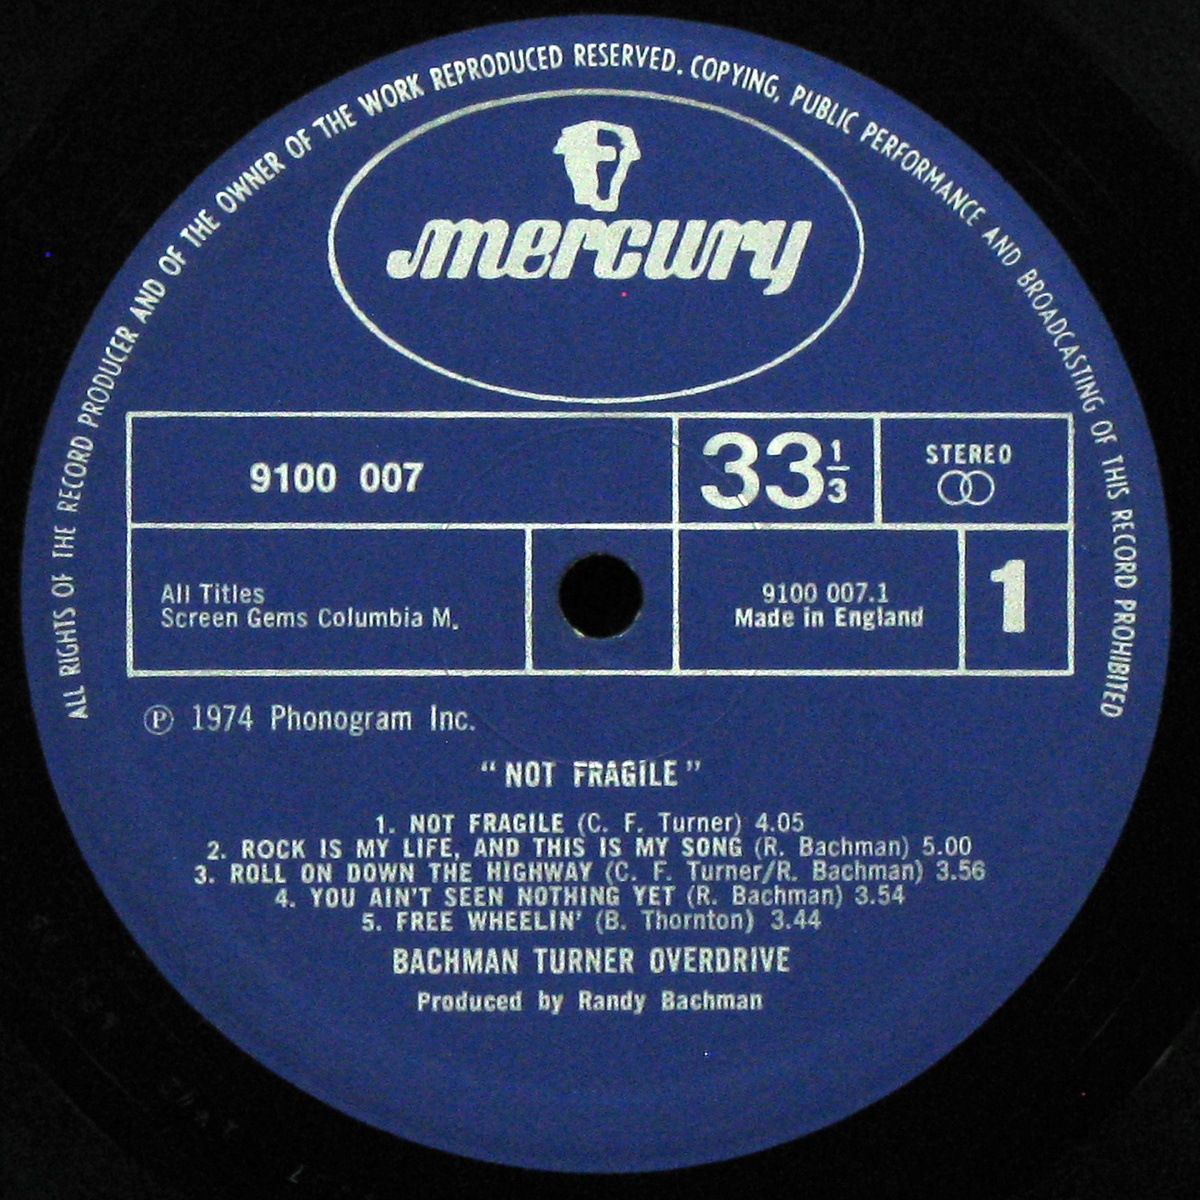 ALL RIGHTS OF THE RECORD PRODUCER AND OF THE OWNER OF THE WORK REPRODUCED RESERVED. COPYING, PUBLIC PERFORMANCE AND BROADCASTING OF THIS RECORD PROHIBITED
mercury
9100 007
33 1/3
STEREO
All Titles
Screen Gems Columbia M.
9100 007.1
Made in England
1
℗ 1974 Phonogram Inc.
"NOT FRAGILE"
1. NOT FRAGILE (C. F. Turner) 4.05
2. ROCK IS MY LIFE, AND THIS IS MY SONG (R. Bachman) 5.00
3. ROLL ON DOWN THE HIGHWAY (C. F. Turner/R. Bachman) 3.56
4. YOU AIN'T SEEN NOTHING YET (R. Bachman) 3.54
5. FREE WHEELIN' (B. Thornton) 3.44
BACHMAN TURNER OVERDRIVE
Produced by Randy Bachman